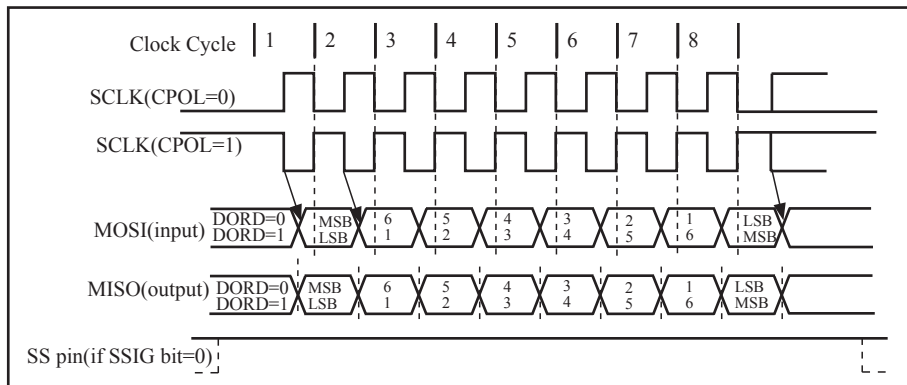 Clock Cycle 1 2 3 4 5 6 7 8
SCLK(CPOL=0)
SCLK(CPOL=1)
MOSI(input)
DORD=0 MSB 6 5 4 3 2 1 LSB
DORD=1 LSB 1 2 3 4 5 6 MSB
MISO(output)
DORD=0 MSB 6 5 4 3 2 1 LSB
DORD=1 LSB 1 2 3 4 5 6 MSB
SS pin(if SSIG bit=0)